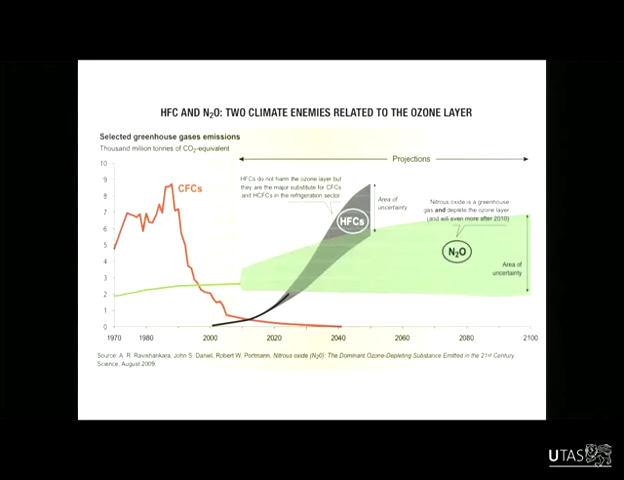 HFC AND N2O: TWO CLIMATE ENEMIES RELATED TO THE OZONE LAYER
Selected greenhouse gases emissions
Thousand million tonnes of CO2-equivalent
Projections
10
9
8
7
6
5
4
3
2
1
0
CFCs
HFCs do not harm the ozone layer but
they are the major substitute for CFCs
and HCFCs in the refrigeration sector
HFCs
Area of
uncertainty
Nitrous oxide is a greenhouse
gas and deplete the ozone layer
(and will even more after 2010)
N2O
Area of
uncertainty
1970 1980 2000 2020 2040 2060 2080 2100
Source: A. R. Ravishankara, John S. Daniel, Robert W. Portmann, Nitrous oxide (N2O): The Dominant Ozone-Depleting Substance Emitted in the 21st Century,
Science, August 2009.
UTAS